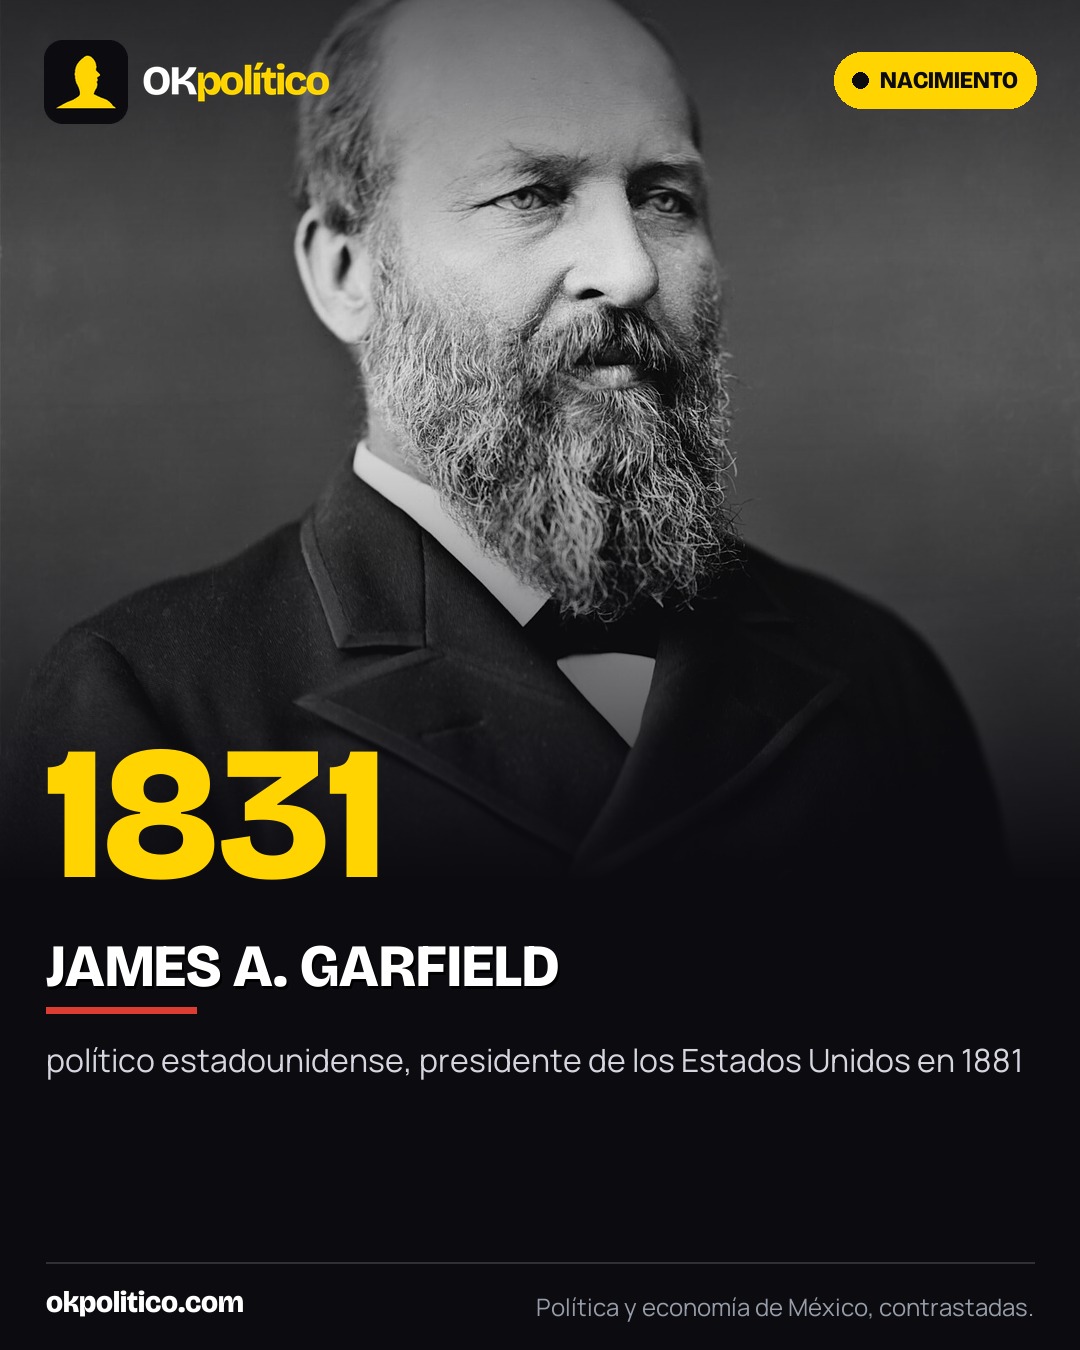 OKpolítico
NACIMIENTO
1831
JAMES A. GARFIELD
político estadounidense, presidente de los Estados Unidos en 1881
okpolitico.com
Política y economía de México, contrastadas.